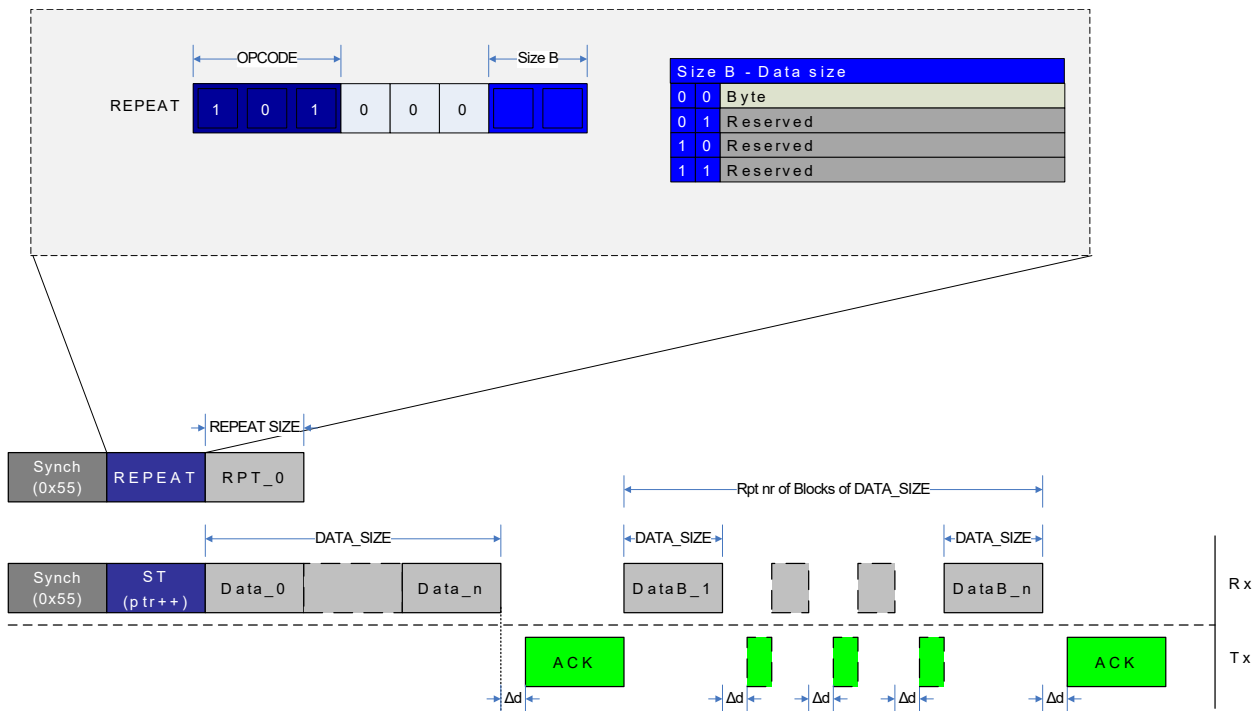 OPCODE
Size B
REPEAT
1 0 1 0 0 0
Size B - Data size
0 0 Byte
0 1 Reserved
1 0 Reserved
1 1 Reserved
REPEAT SIZE
Synch
(0x55)
REPEAT
RPT_0
Rpt nr of Blocks of DATA_SIZE
DATA_SIZE
DATA_SIZE
DATA_SIZE
Synch
(0x55)
ST
(ptr++)
Data_0
Data_n
DataB_1
DataB_n
Rx
ACK
ACK
Tx
Δd
Δd
Δd
Δd
Δd